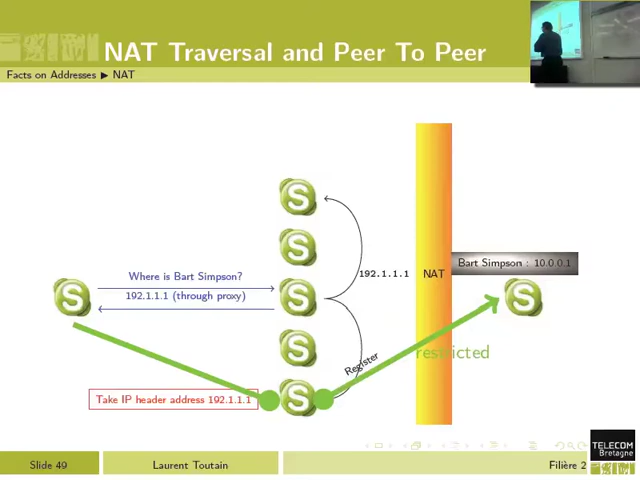 NAT Traversal and Peer To Peer
Facts on Addresses ▶ NAT
S
S
Where is Bart Simpson?
192.1.1.1
NAT
Bart Simpson : 10.0.0.1
192.1.1.1 (through proxy)
S
S
S
S
Register
restricted
Take IP header address 192.1.1.1
S
TELECOM
Bretagne
Slide 49
Laurent Toutain
Filière 2